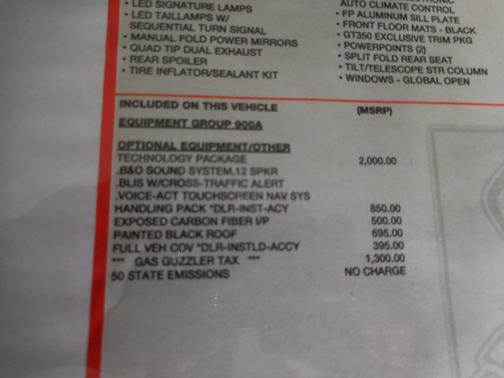 • LED SIGNATURE LAMPS
• LED TAILLAMPS W/
SEQUENTIAL TURN SIGNAL
• MANUAL FOLD POWER MIRRORS
• QUAD TIP DUAL EXHAUST
• REAR SPOILER
• TIRE INFLATOR/SEALANT KIT
AUTO CLIMATE CONTROL
• FP ALUMINUM SILL PLATE
• FRONT FLOOR MATS - BLACK
• GT350 EXCLUSIVE TRIM PKG
• POWERPOINTS (2)
• SPLIT FOLD REAR SEAT
• TILT/TELESCOPE STR COLUMN
• WINDOWS - GLOBAL OPEN
INCLUDED ON THIS VEHICLE (MSRP)
EQUIPMENT GROUP 900A
OPTIONAL EQUIPMENT/OTHER
TECHNOLOGY PACKAGE 2,000.00
.B&O SOUND SYSTEM,12 SPKR
.BLIS W/CROSS-TRAFFIC ALERT
.VOICE-ACT TOUCHSCREEN NAV SYS
HANDLING PACK *DLR-INST-ACY 850.00
EXPOSED CARBON FIBER I/P 500.00
PAINTED BLACK ROOF 695.00
FULL VEH COV *DLR-INSTLD-ACCY 395.00
*** GAS GUZZLER TAX *** 1,300.00
50 STATE EMISSIONS NO CHARGE